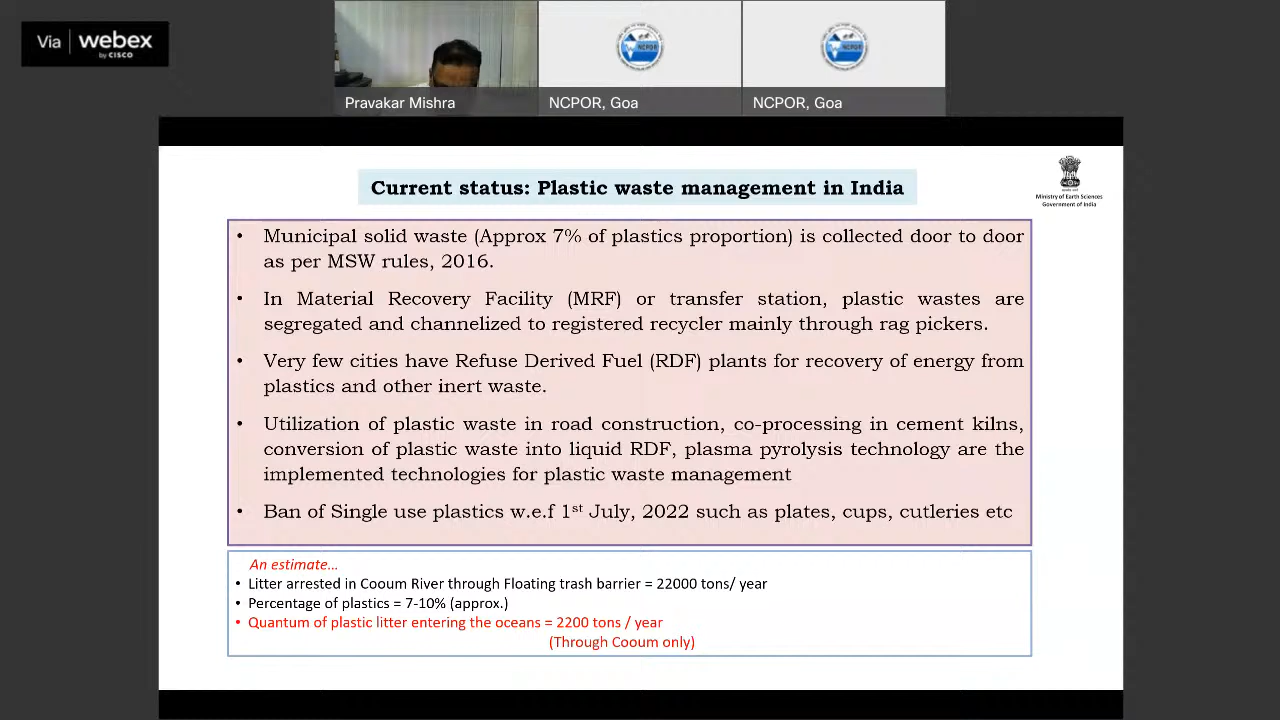 Via webex
by CISCO
Pravakar Mishra
NCPOR, Goa
NCPOR, Goa
NCPOR
NCPOR
Current status: Plastic waste management in India
Ministry of Earth Sciences
Government of India
• Municipal solid waste (Approx 7% of plastics proportion) is collected door to door
as per MSW rules, 2016.
• In Material Recovery Facility (MRF) or transfer station, plastic wastes are
segregated and channelized to registered recycler mainly through rag pickers.
• Very few cities have Refuse Derived Fuel (RDF) plants for recovery of energy from
plastics and other inert waste.
• Utilization of plastic waste in road construction, co-processing in cement kilns,
conversion of plastic waste into liquid RDF, plasma pyrolysis technology are the
implemented technologies for plastic waste management
• Ban of Single use plastics w.e.f 1st July, 2022 such as plates, cups, cutleries etc
An estimate...
• Litter arrested in Cooum River through Floating trash barrier = 22000 tons/ year
• Percentage of plastics = 7-10% (approx.)
• Quantum of plastic litter entering the oceans = 2200 tons / year
(Through Cooum only)